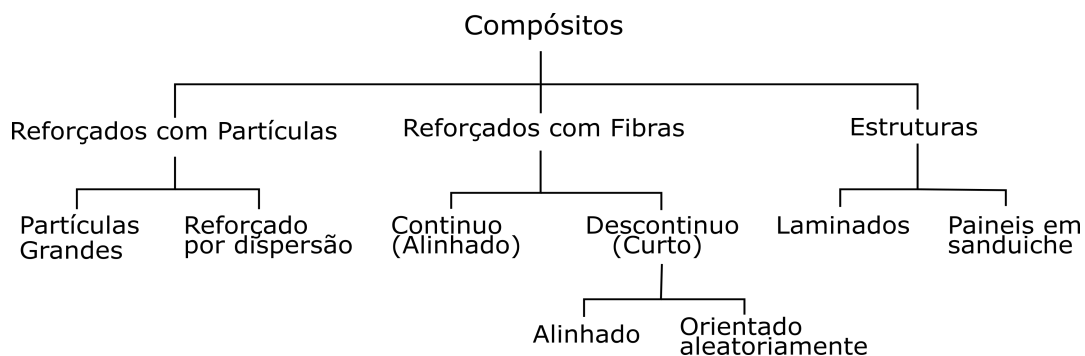 Compósitos
Reforçados com Partículas
Reforçados com Fibras
Estruturas
Partículas
Grandes
Reforçado
por dispersão
Continuo
(Alinhado)
Descontinuo
(Curto)
Laminados
Paineis em
sanduiche
Alinhado
Orientado
aleatoriamente